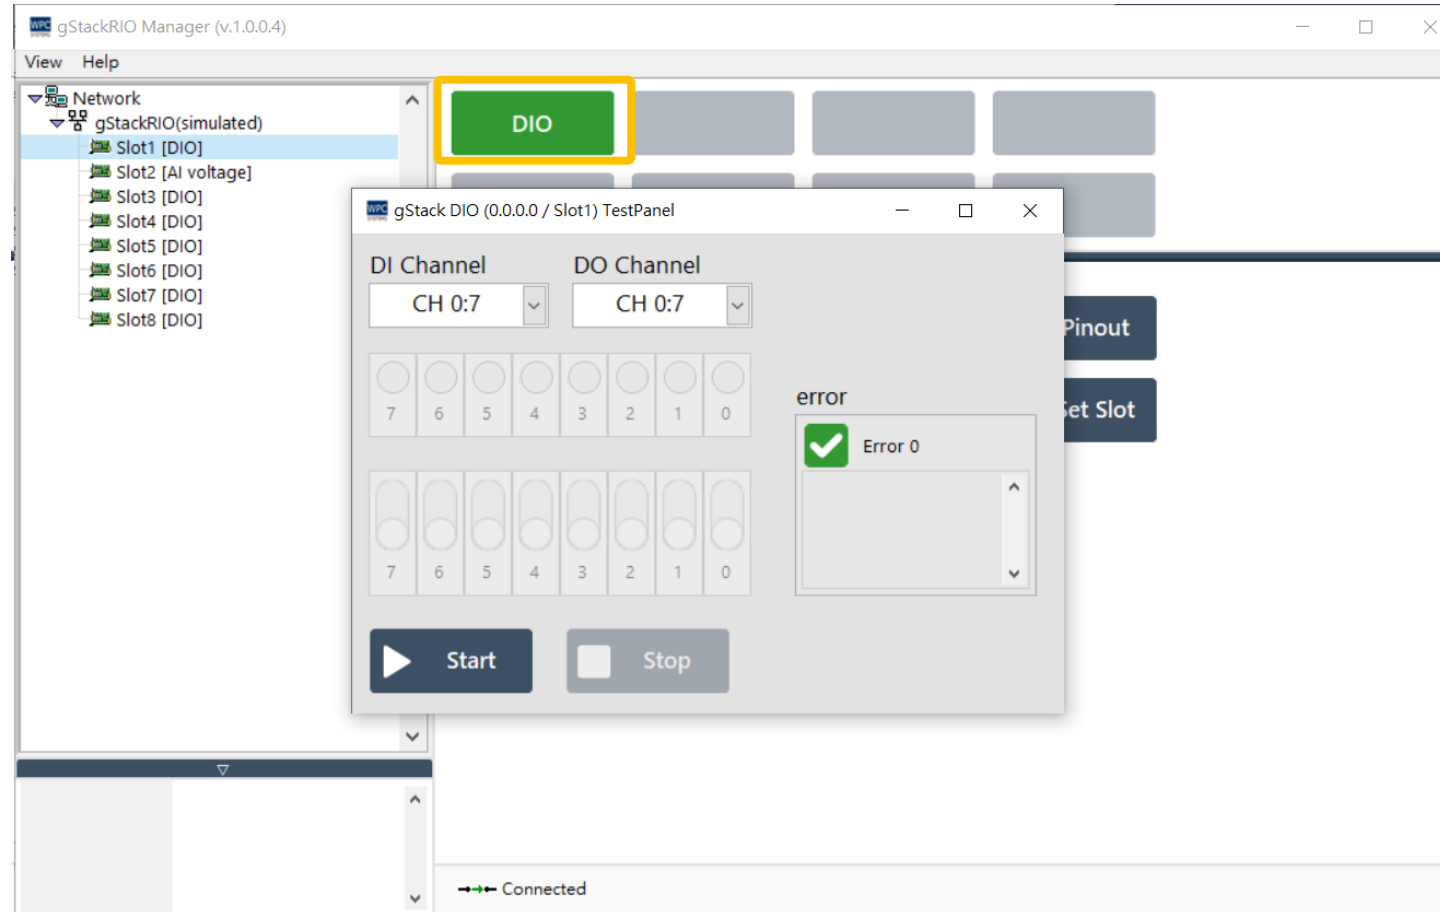 WPC gStackRIO Manager (v.1.0.0.4)
View Help
Network
gStackRIO(simulated)
Slot1 [DIO]
Slot2 [AI voltage]
Slot3 [DIO]
Slot4 [DIO]
Slot5 [DIO]
Slot6 [DIO]
Slot7 [DIO]
Slot8 [DIO]
DIO
WPC gStack DIO (0.0.0.0 / Slot1) TestPanel
DI Channel DO Channel
CH 0:7 CH 0:7
7 6 5 4 3 2 1 0
error
Error 0
7 6 5 4 3 2 1 0
Start Stop
Pinout
Set Slot
Connected